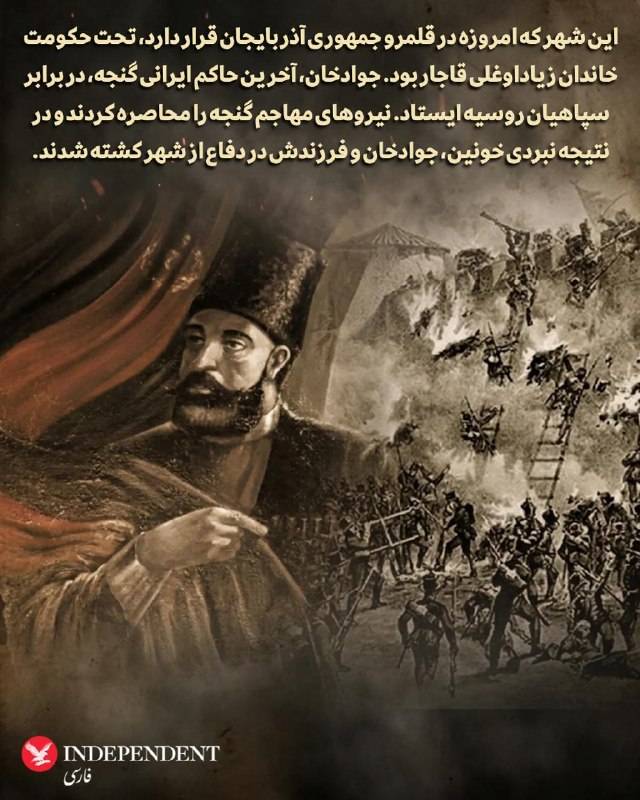 این شهر که امروزه در قلمرو جمهوری آذربایجان قرار دارد، تحت حکومت
خاندان زیاداوغلی قاجار بود. جوادخان، آخرین حاکم ایرانی گنجه، در برابر
سپاهیان روسیه ایستاد. نیروهای مهاجم گنجه را محاصره کردند و در
نتیجه نبردی خونین، جوادخان و فرزندش در دفاع از شهر کشته شدند.
INDEPENDENT
فارسی